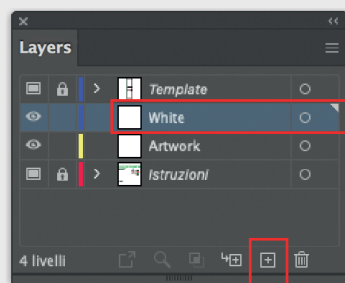 Layers
Template
White
Artwork
Istruzioni
4 livelli